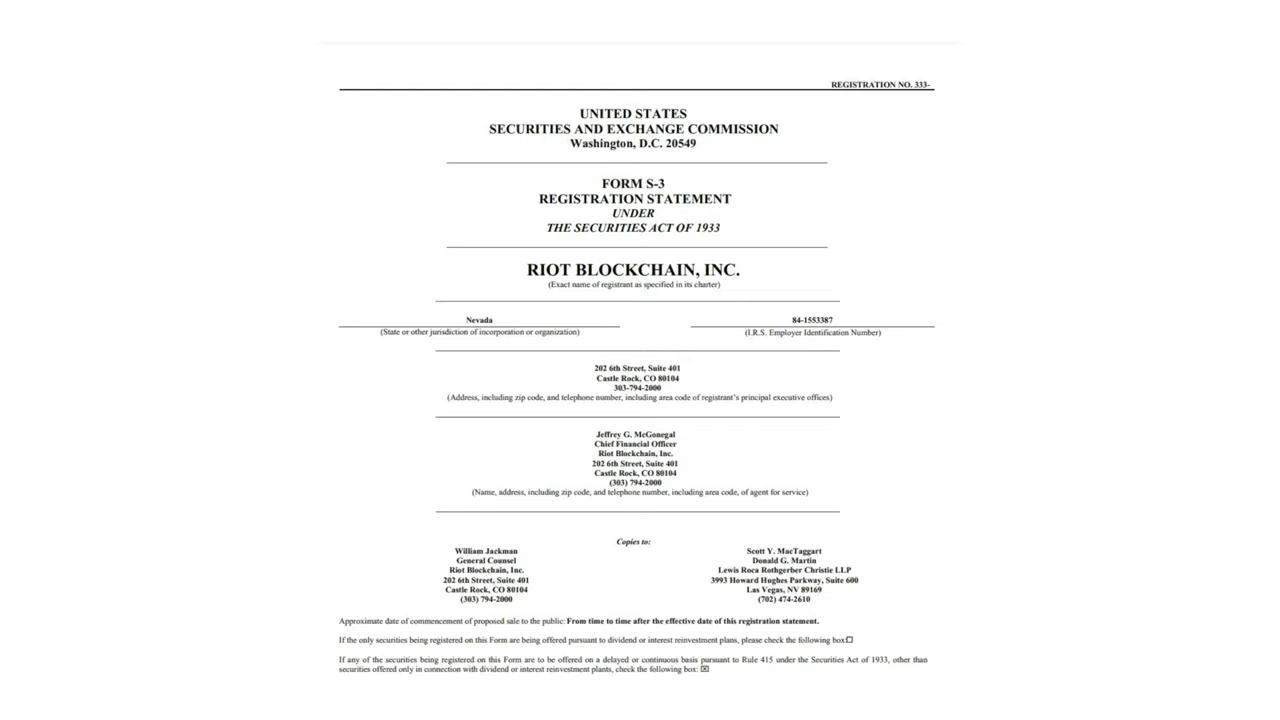 REGISTRATION NO. 333-
UNITED STATES
SECURITIES AND EXCHANGE COMMISSION
Washington, D.C. 20549
FORM S-3
REGISTRATION STATEMENT
UNDER
THE SECURITIES ACT OF 1933
RIOT BLOCKCHAIN, INC.
(Exact name of registrant as specified in its charter)
Nevada
(State or other jurisdiction of incorporation or organization)
84-1553387
(I.R.S. Employer Identification Number)
202 6th Street, Suite 401
Castle Rock, CO 80104
303-794-2000
(Address, including zip code, and telephone number, including area code of registrant's principal executive offices)
Jeffrey G. McGonegal
Chief Financial Officer
Riot Blockchain, Inc.
202 6th Street, Suite 401
Castle Rock, CO 80104
(303) 794-2000
(Name, address, including zip code, and telephone number, including area code, of agent for service)
Copies to:
William Jackman
General Counsel
Riot Blockchain, Inc.
202 6th Street, Suite 401
Castle Rock, CO 80104
(303) 794-2000
Scott Y. MacTaggart
Donald G. Martin
Lewis Roca Rothgerber Christie LLP
3993 Howard Hughes Parkway, Suite 600
Las Vegas, NV 89169
(702) 474-2610
Approximate date of commencement of proposed sale to the public: From time to time after the effective date of this registration statement.
If the only securities being registered on this Form are being offered pursuant to dividend or interest reinvestment plans, please check the following box:☐
If any of the securities being registered on this Form are to be offered on a delayed or continuous basis pursuant to Rule 415 under the Securities Act of 1933, other than
securities offered only in connection with dividend or interest reinvestment plants, check the following box: ☒